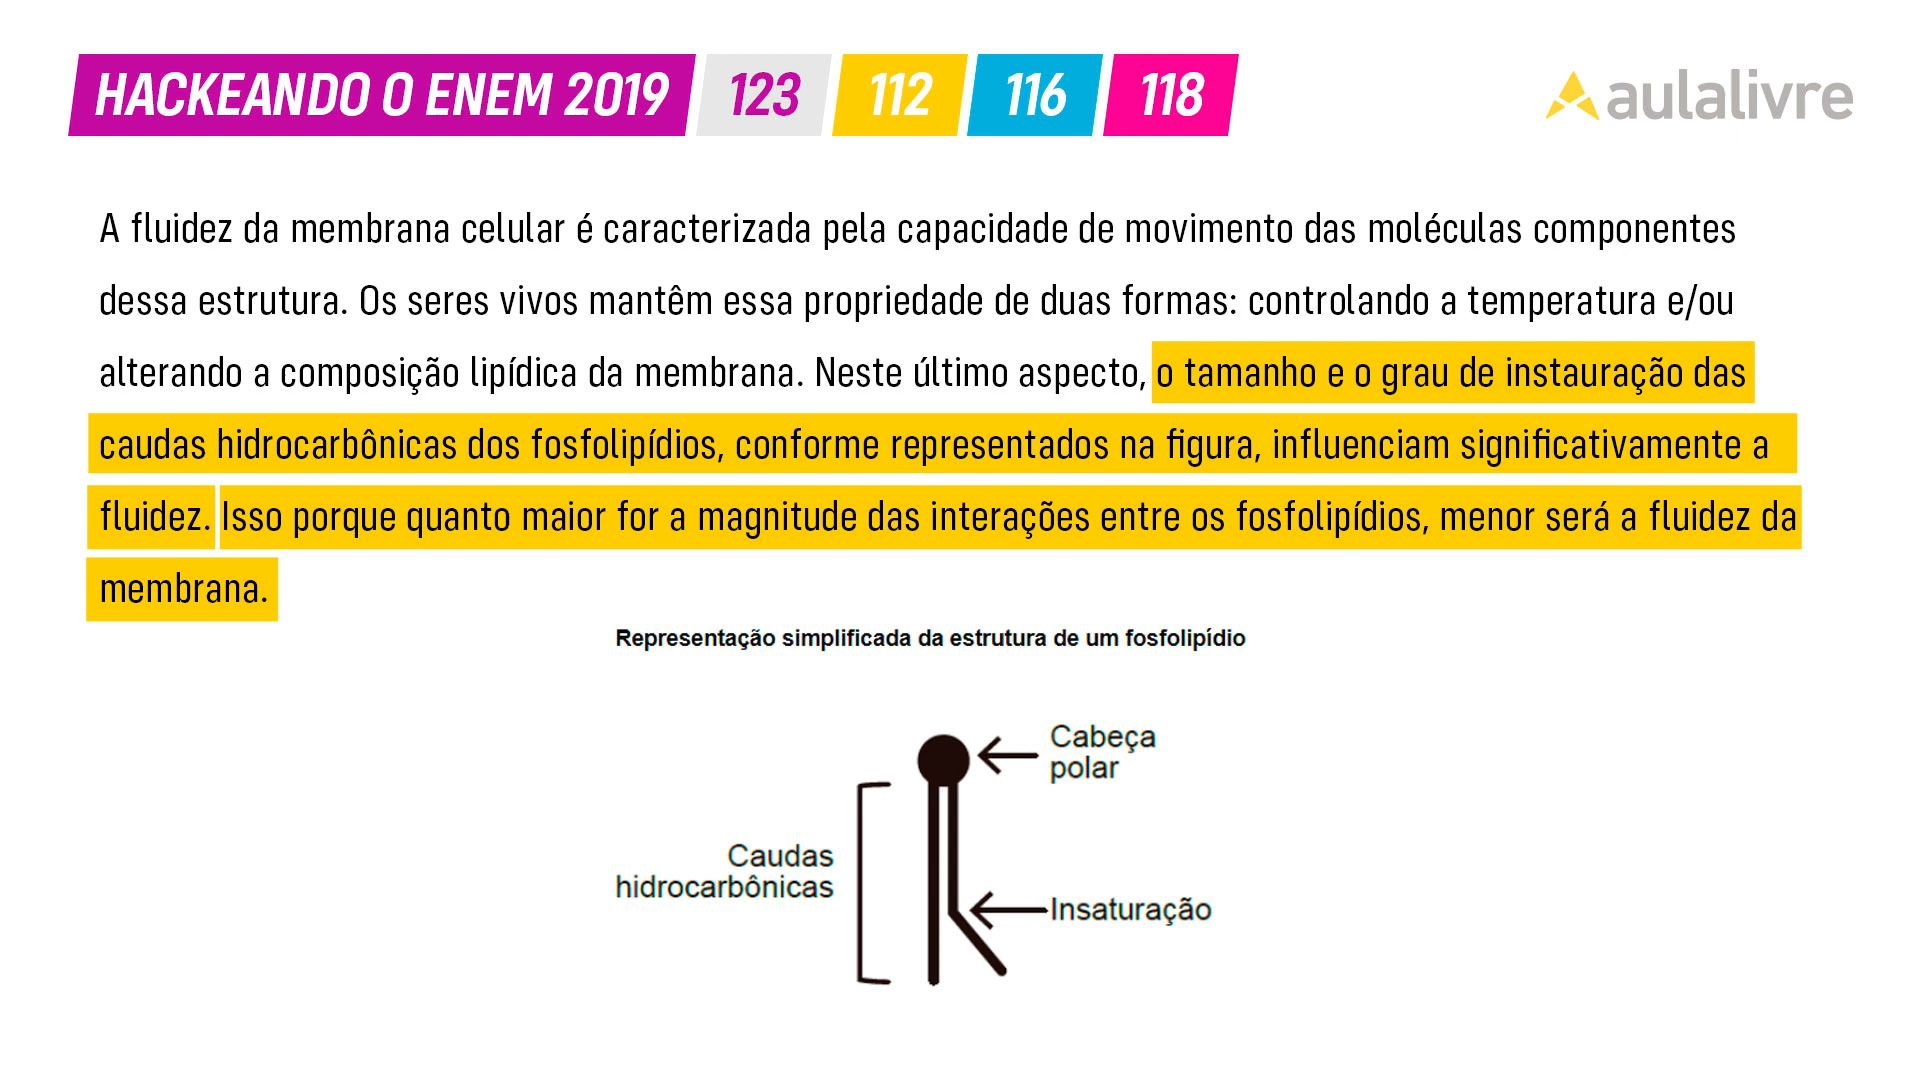 HACKEANDO O ENEM 2019 123 112 116 118
aulalivre
A fluidez da membrana celular é caracterizada pela capacidade de movimento das moléculas componentes
dessa estrutura. Os seres vivos mantêm essa propriedade de duas formas: controlando a temperatura e/ou
alterando a composição lipídica da membrana. Neste último aspecto, o tamanho e o grau de instauração das
caudas hidrocarbônicas dos fosfolipídios, conforme representados na figura, influenciam significativamente a
fluidez. Isso porque quanto maior for a magnitude das interações entre os fosfolipídios, menor será a fluidez da
membrana.
Representação simplificada da estrutura de um fosfolipídio
Cabeça
polar
Caudas
hidrocarbônicas
Insaturação